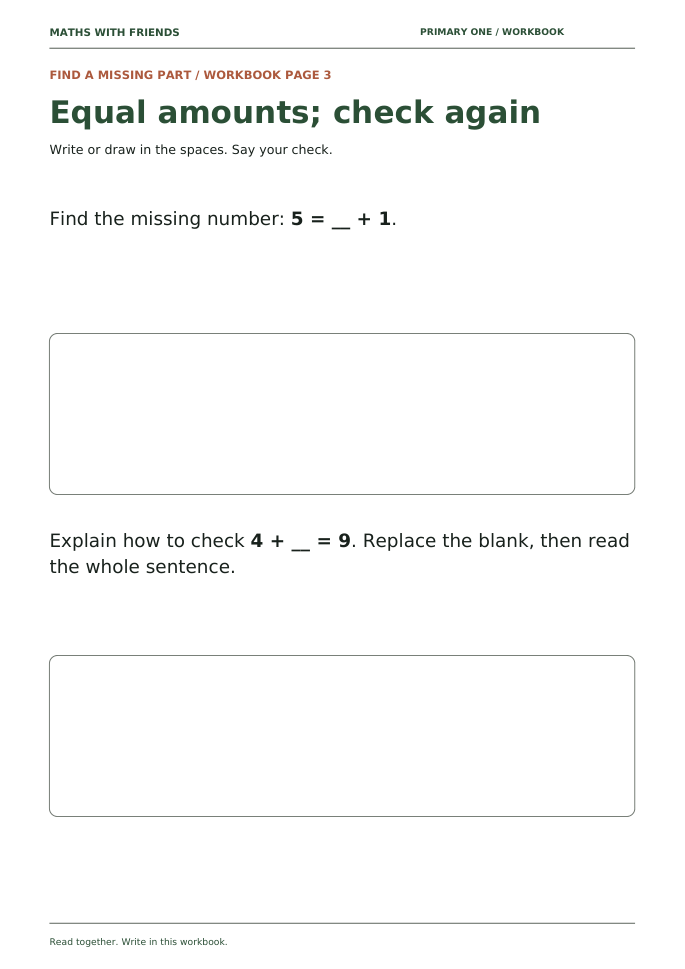 MATHS WITH FRIENDS
PRIMARY ONE / WORKBOOK
FIND A MISSING PART / WORKBOOK PAGE 3
Equal amounts; check again
Write or draw in the spaces. Say your check.
Find the missing number: 5 = __ + 1.
Explain how to check 4 + __ = 9. Replace the blank, then read
the whole sentence.
Read together. Write in this workbook.